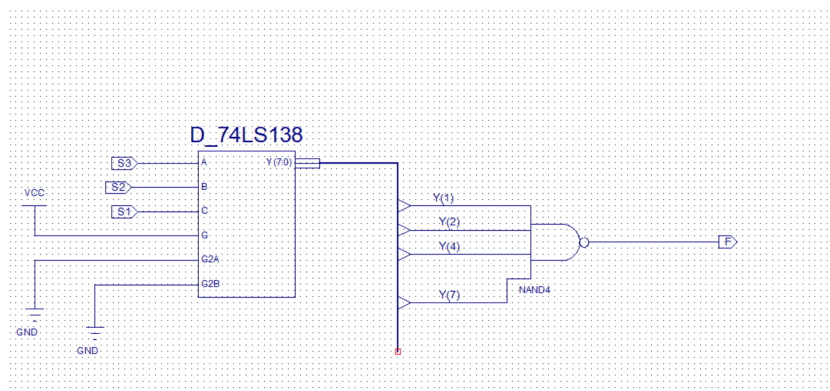 D_74LS138
S3
A
Y(7:0)
S2
B
VCC
Y(1)
S1
C
Y(2)
G
F
Y(4)
G2A
G2B
Y(7)
NAND4
GND
GND